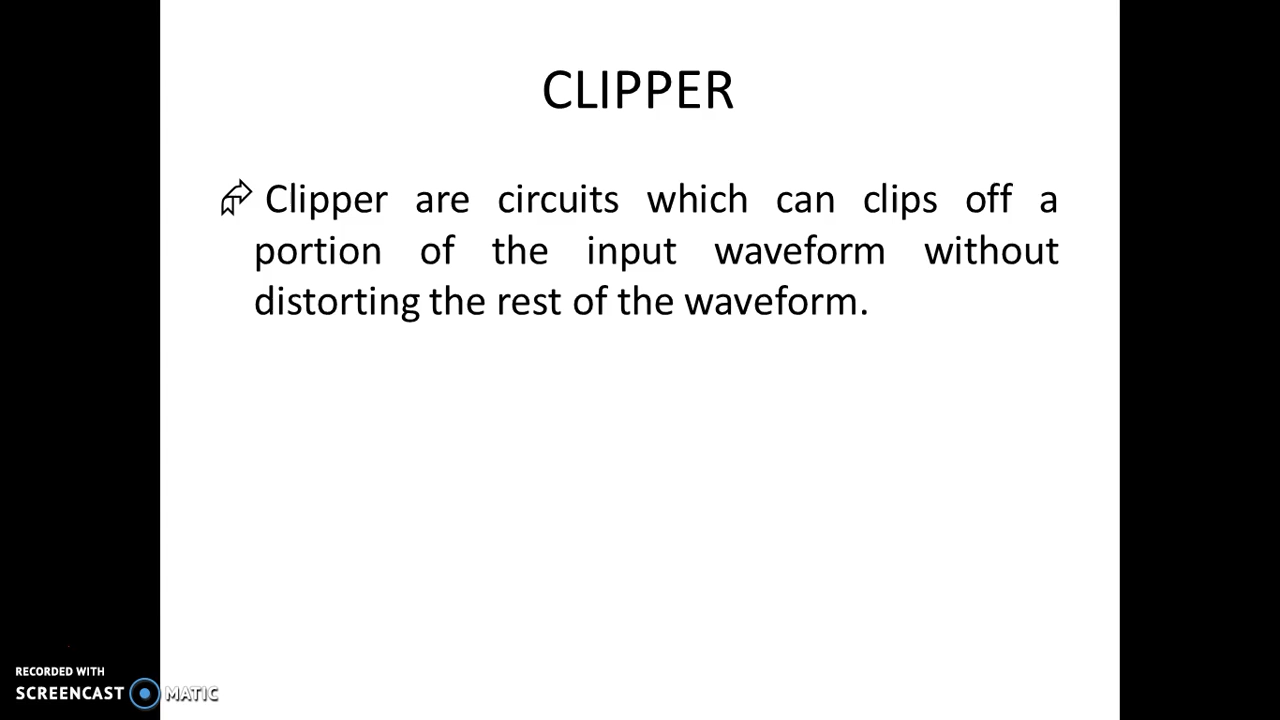 CLIPPER
Clipper are circuits which can clips off a
portion of the input waveform without
distorting the rest of the waveform.
RECORDED WITH
SCREENCAST MATIC